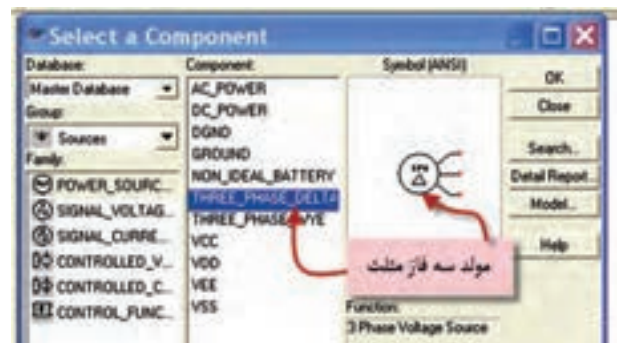 Select a Component
Database:
Master Database
Group:
Sources
Family:
POWER_SOURC...
SIGNAL_VOLTAG...
SIGNAL_CURRE...
CONTROLLED_V...
CONTROLLED_C...
CONTROL_FUNC...
Component:
AC_POWER
DC_POWER
DGND
GROUND
NON_IDEAL_BATTERY
THREE_PHASE_DELTA
THREE_PHASE_WYE
VCC
VDD
VEE
VSS
Symbol (ANSI)
مولد سه فاز مثلث
Function:
3 Phase Voltage Source
OK
Close
Search...
Detail Report
Model...
Help